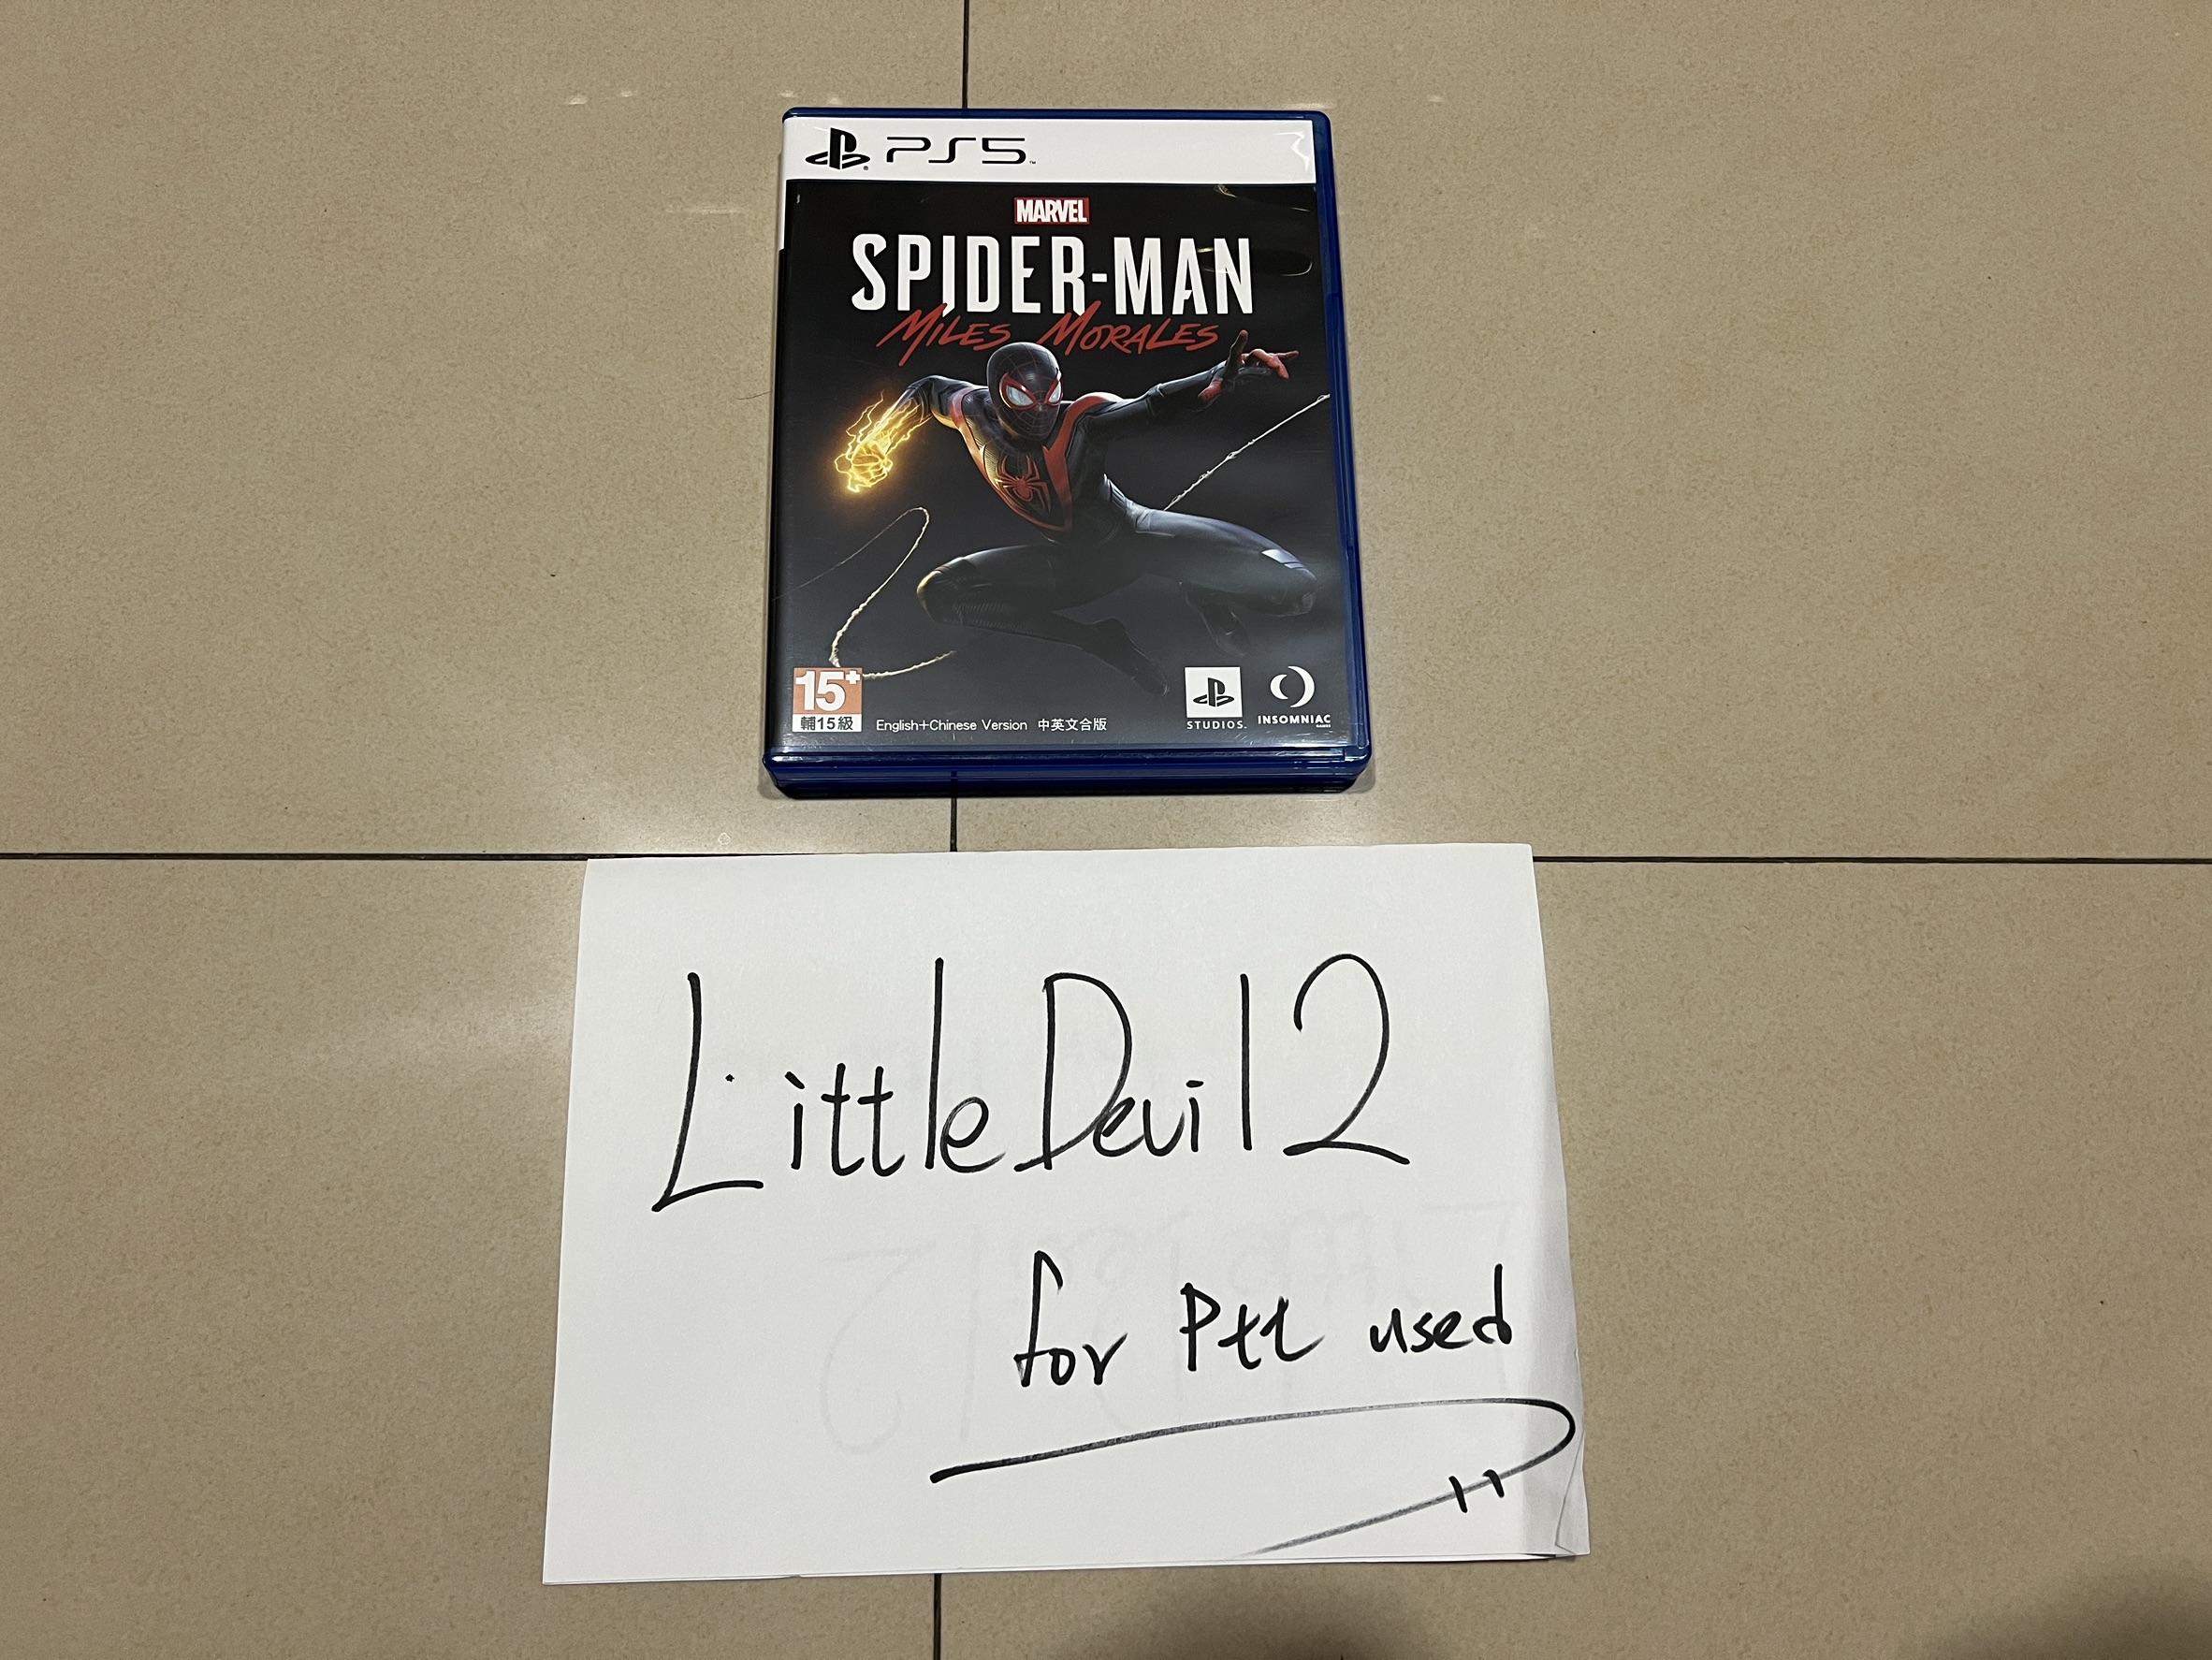 PS5
MARVEL
SPIDER-MAN
MILES MORALES
15+
輔15級
English+Chinese Version 中英文合版
STUDIOS
INSOMNIAC
GAMES
LittleDevil2
for Ptt used